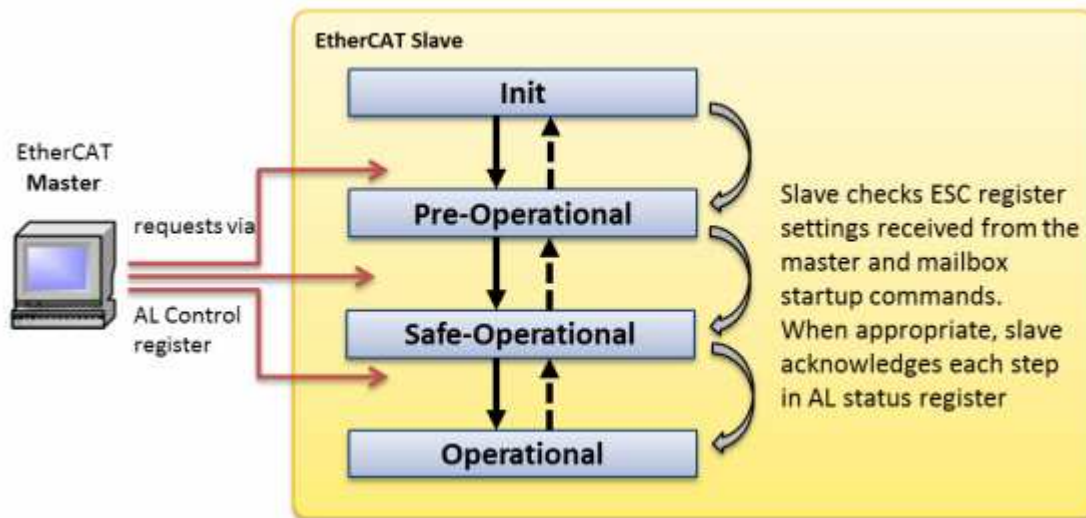 EtherCAT Slave
Init
EtherCAT
Master
requests via
Pre-Operational
Slave checks ESC register
settings received from the
master and mailbox
startup commands.
When appropriate, slave
acknowledges each step
in AL status register
AL Control
register
Safe-Operational
Operational